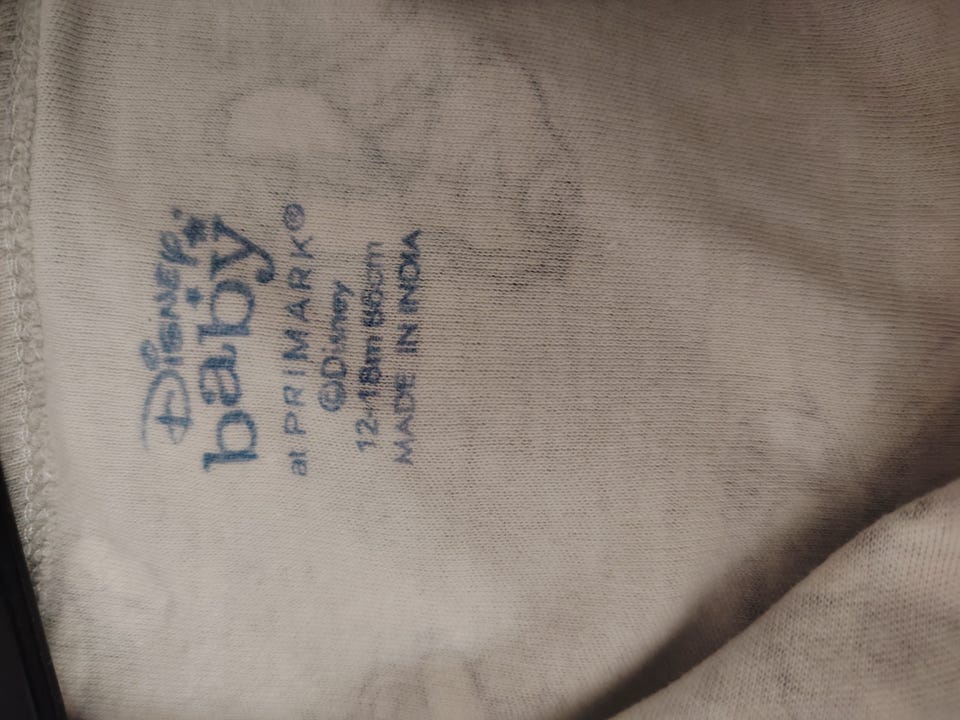 Disney
baby
at PRIMARK®
©Disney
12-18m 86cm
MADE IN INDIA